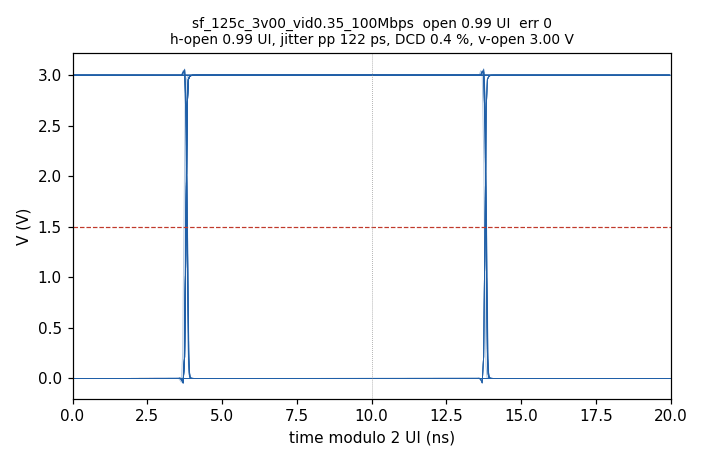 sf_125c_3v00_vid0.35_100Mbps  open 0.99 UI  err 0
h-open 0.99 UI, jitter pp 122 ps, DCD 0.4 %, v-open 3.00 V
V (V)
3.0
2.5
2.0
1.5
1.0
0.5
0.0
0.0 2.5 5.0 7.5 10.0 12.5 15.0 17.5 20.0
time modulo 2 UI (ns)